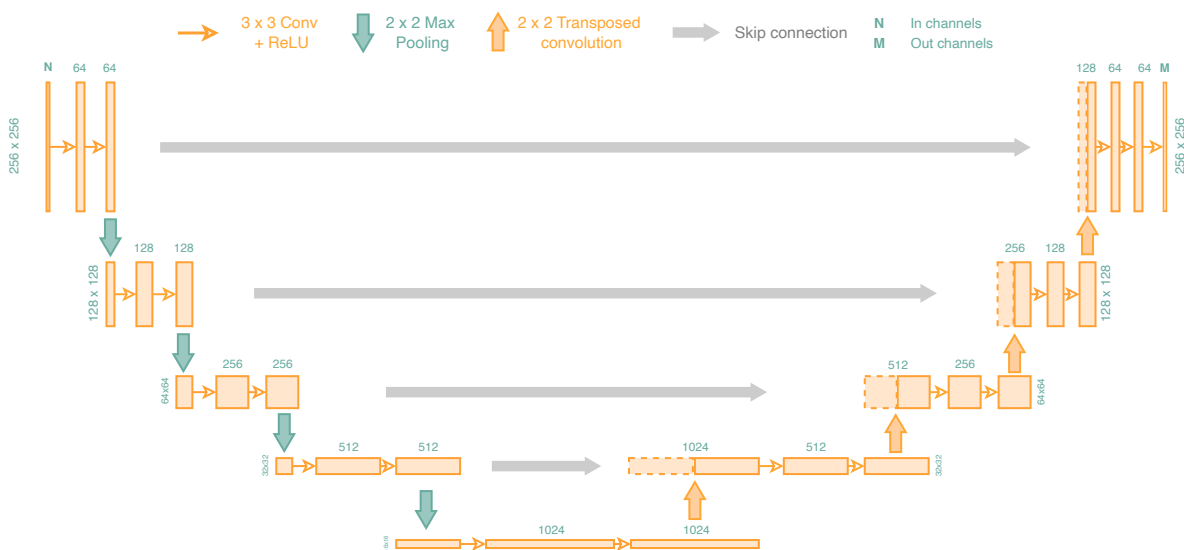 3 x 3 Conv
+ ReLU
2 x 2 Max
Pooling
2 x 2 Transposed
convolution
Skip connection
N In channels
M Out channels
N 64 64
128 64 64 M
256 x 256
256 x 256
128 128
256 128
128 x 128
128 x 128
256 256
512 256
64x64
64x64
512 512
1024 512
32x32
32x32
1024 1024
16x16